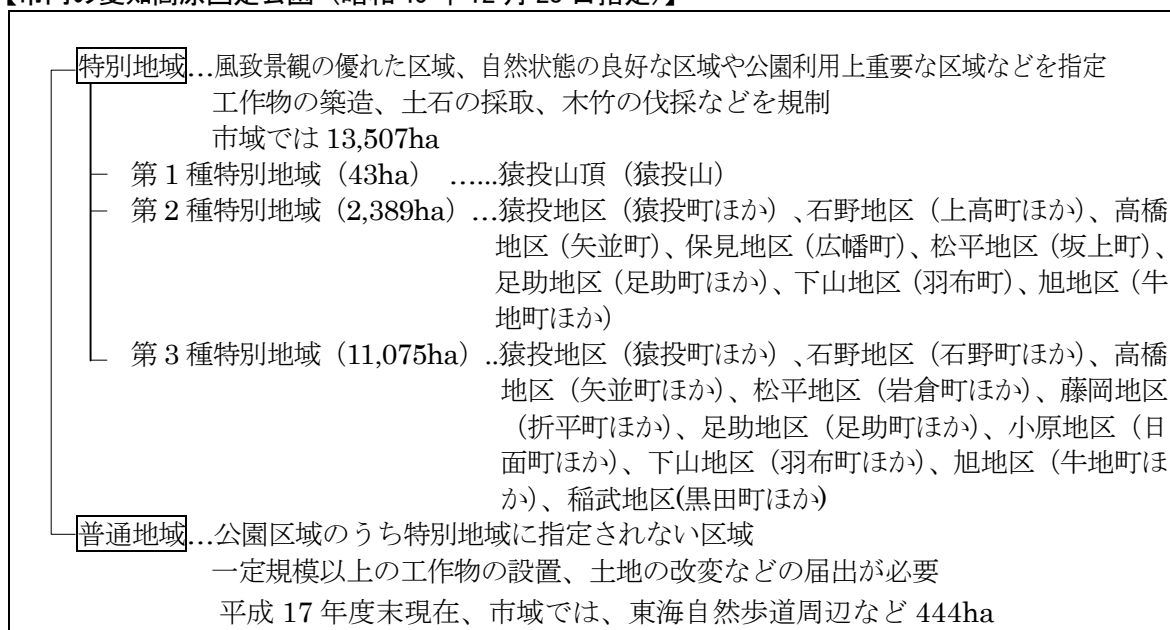 特別地域…風致景観の優れた区域、自然状態の良好な区域や公園利用上重要な区域などを指定
工作物の築造、土石の採取、木竹の伐採などを規制
市域では 13,507ha
第 1 種特別地域（43ha） …...猿投山頂（猿投山）
第 2 種特別地域（2,389ha）…猿投地区（猿投町ほか）、石野地区（上高町ほか）、高橋
地区（矢並町）、保見地区（広幡町）、松平地区（坂上町）、
足助地区（足助町ほか）、下山地区（羽布町）、旭地区（牛
地町ほか）
第 3 種特別地域（11,075ha）..猿投地区（猿投町ほか）、石野地区（石野町ほか）、高橋
地区（矢並町ほか）、松平地区（岩倉町ほか）、藤岡地区
（折平町ほか）、足助地区（足助町ほか）、小原地区（日
面町ほか）、下山地区（羽布町ほか）、旭地区（牛地町ほ
か）、稲武地区(黒田町ほか)
普通地域…公園区域のうち特別地域に指定されない区域
一定規模以上の工作物の設置、土地の改変などの届出が必要
平成 17 年度末現在、市域では、東海自然歩道周辺など 444ha